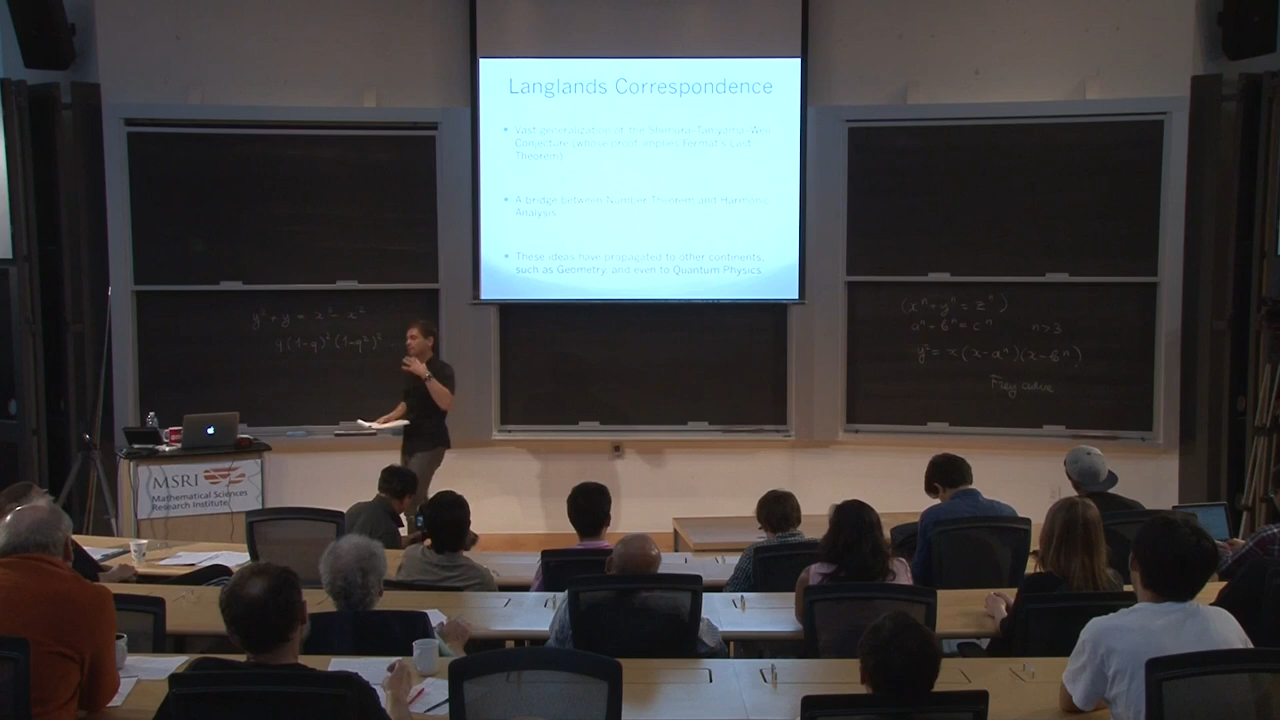 Langlands Correspondence
• Vast generalization of the Shimura-Taniyama-Weil
Conjecture (whose proof implies Fermat's Last
Theorem)
• A bridge between Number Theorem and Harmonic
Analysis
• These ideas have propagated to other continents,
such as Geometry, and even to Quantum Physics
y² + y = x³ - x²
q (1-q)² (1-q²)²
(xⁿ + yⁿ = zⁿ)
aⁿ + bⁿ = cⁿ n > 3
y² = x (x - aⁿ)(x - bⁿ)
Frey curve
MSRI
Mathematical Sciences
Research Institute